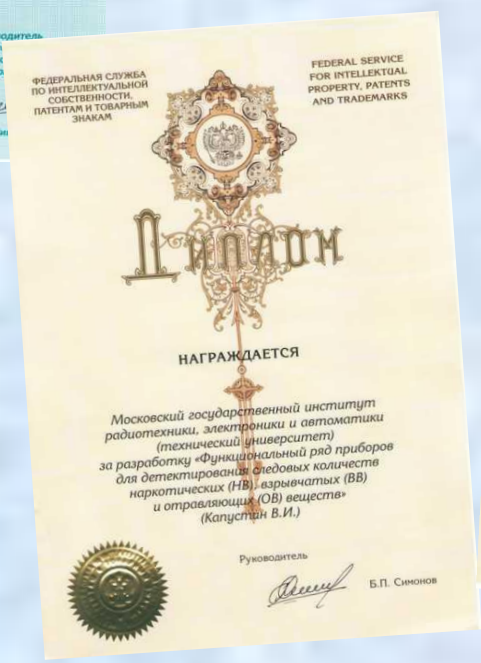 водитель
ФЕДЕРАЛЬНАЯ СЛУЖБА
ПО ИНТЕЛЛЕКТУАЛЬНОЙ
СОБСТВЕННОСТИ,
ПАТЕНТАМ И ТОВАРНЫМ
ЗНАКАМ
FEDERAL SERVICE
FOR INTELLEKTUAL
PROPERTY, PATENTS
AND TRADEMARKS
Диплом
НАГРАЖДАЕТСЯ
Московский государственный институт
радиотехники, электроники и автоматики
(технический университет)
за разработку «Функциональный ряд приборов
для детектирования следовых количеств
наркотических (НВ), взрывчатых (ВВ)
и отравляющих (ОВ) веществ»
(Капустин В.И.)
Руководитель
Б.П. Симонов